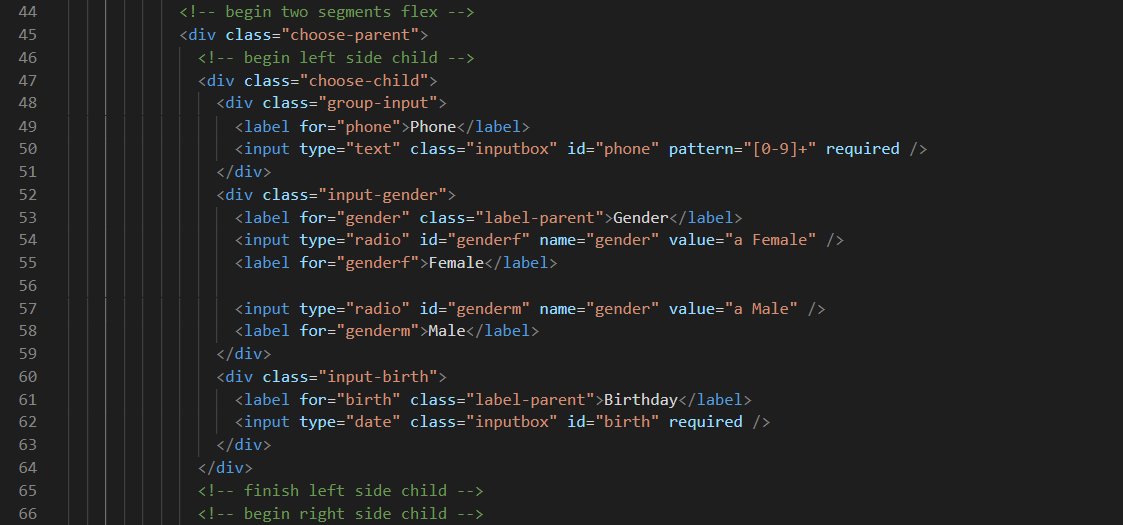 44 <!-- begin two segments flex -->
45 <div class="choose-parent">
46 <!-- begin left side child -->
47 <div class="choose-child">
48 <div class="group-input">
49 <label for="phone">Phone</label>
50 <input type="text" class="inputbox" id="phone" pattern="[0-9]+" required />
51 </div>
52 <div class="input-gender">
53 <label for="gender" class="label-parent">Gender</label>
54 <input type="radio" id="genderf" name="gender" value="a Female" />
55 <label for="genderf">Female</label>
56
57 <input type="radio" id="genderm" name="gender" value="a Male" />
58 <label for="genderm">Male</label>
59 </div>
60 <div class="input-birth">
61 <label for="birth" class="label-parent">Birthday</label>
62 <input type="date" class="inputbox" id="birth" required />
63 </div>
64 </div>
65 <!-- finish left side child -->
66 <!-- begin right side child -->